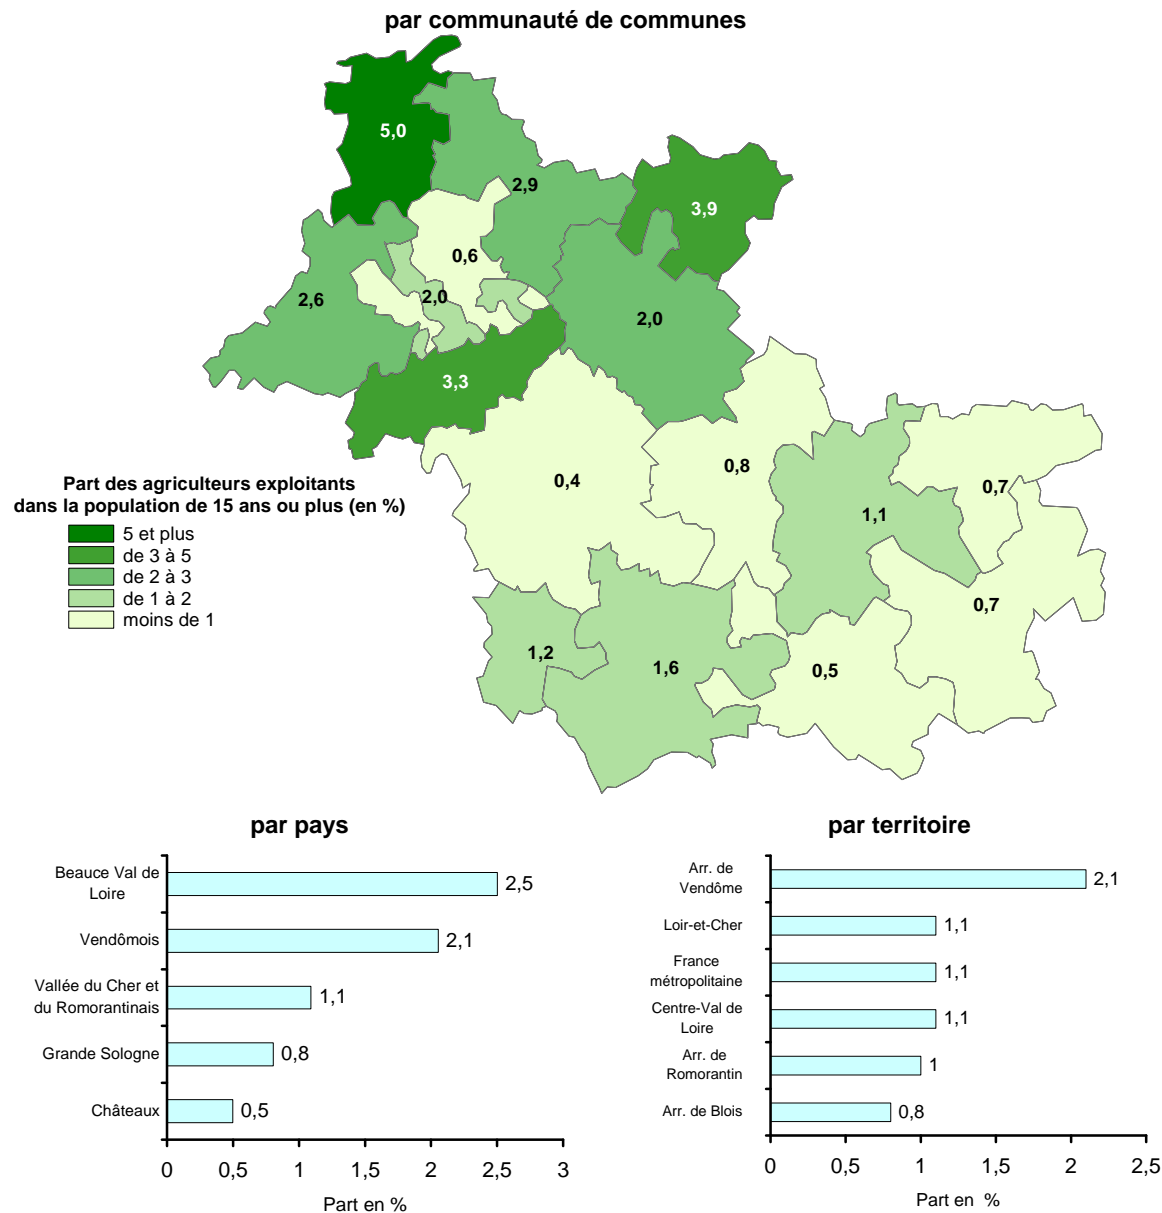 par communauté de communes
5,0
2,9
3,9
0,6
2,6
2,0
2,0
3,3
0,4
0,8
0,7
1,1
0,7
1,2
1,6
0,5
Part des agriculteurs exploitants
dans la population de 15 ans ou plus (en %)
5 et plus
de 3 à 5
de 2 à 3
de 1 à 2
moins de 1
par pays
Beauce Val de
Loire
2,5
Vendômois
2,1
Vallée du Cher et
du Romorantinais
1,1
Grande Sologne
0,8
Châteaux
0,5
0 0,5 1 1,5 2 2,5 3
Part en %
par territoire
Arr. de
Vendôme
2,1
Loir-et-Cher
1,1
France
métropolitaine
1,1
Centre-Val de
Loire
1,1
Arr. de
Romorantin
1
Arr. de Blois
0,8
0 0,5 1 1,5 2 2,5
Part en %